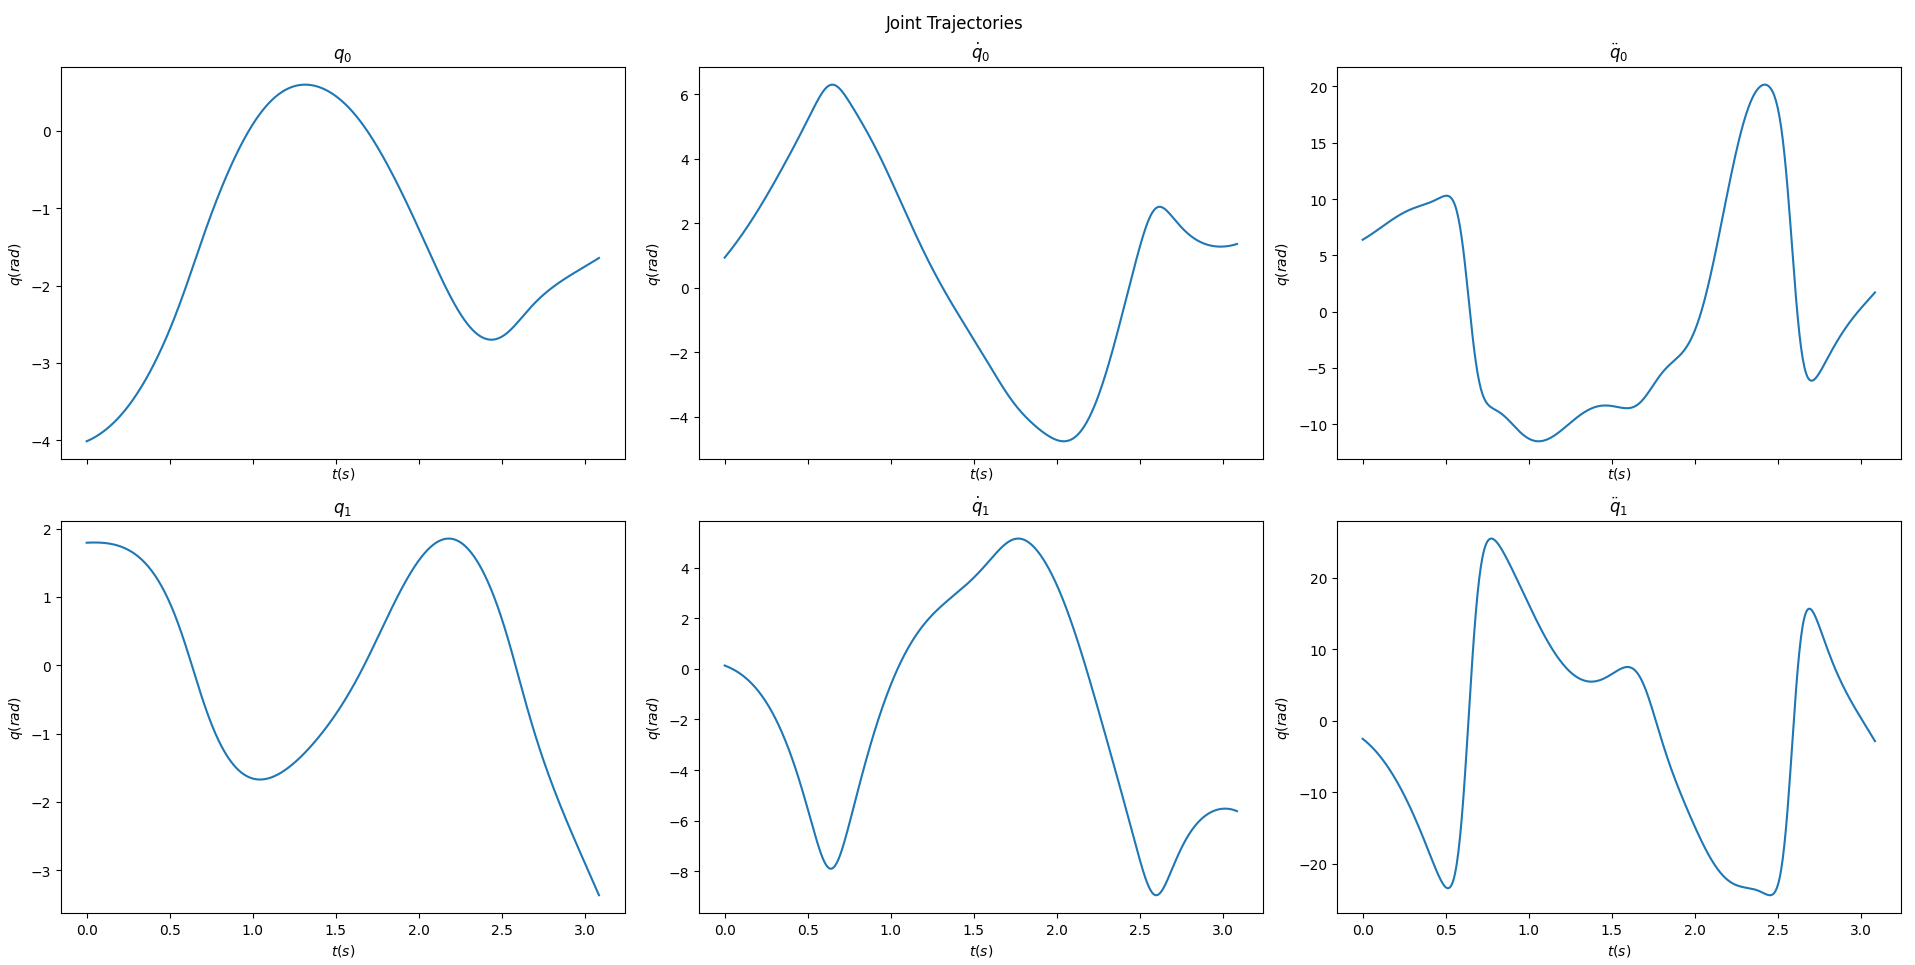 Joint Trajectories
q₀
q̇₀
q̈₀
q(rad)
0
−1
−2
−3
−4
t(s)
q(rad)
6
4
2
0
−2
−4
t(s)
q(rad)
20
15
10
5
0
−5
−10
t(s)
q₁
q̇₁
q̈₁
q(rad)
2
1
0
−1
−2
−3
0.0 0.5 1.0 1.5 2.0 2.5 3.0
t(s)
q(rad)
4
2
0
−2
−4
−6
−8
0.0 0.5 1.0 1.5 2.0 2.5 3.0
t(s)
q(rad)
20
10
0
−10
−20
0.0 0.5 1.0 1.5 2.0 2.5 3.0
t(s)